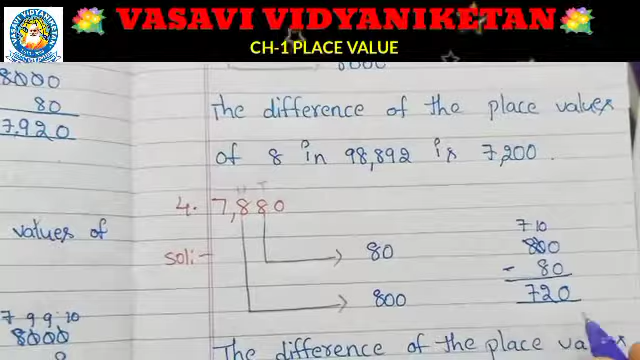 VASAVI VIDYANIKETAN
CH-1 PLACE VALUE
8000
80
7,920
The difference of the place values
of 8 in 98,892 is 7,200.
H T
4. 7,880
values of
Sol:-
80
800
7 10
800
- 80
720
7 9 9 10
8000
8
The difference of the place values